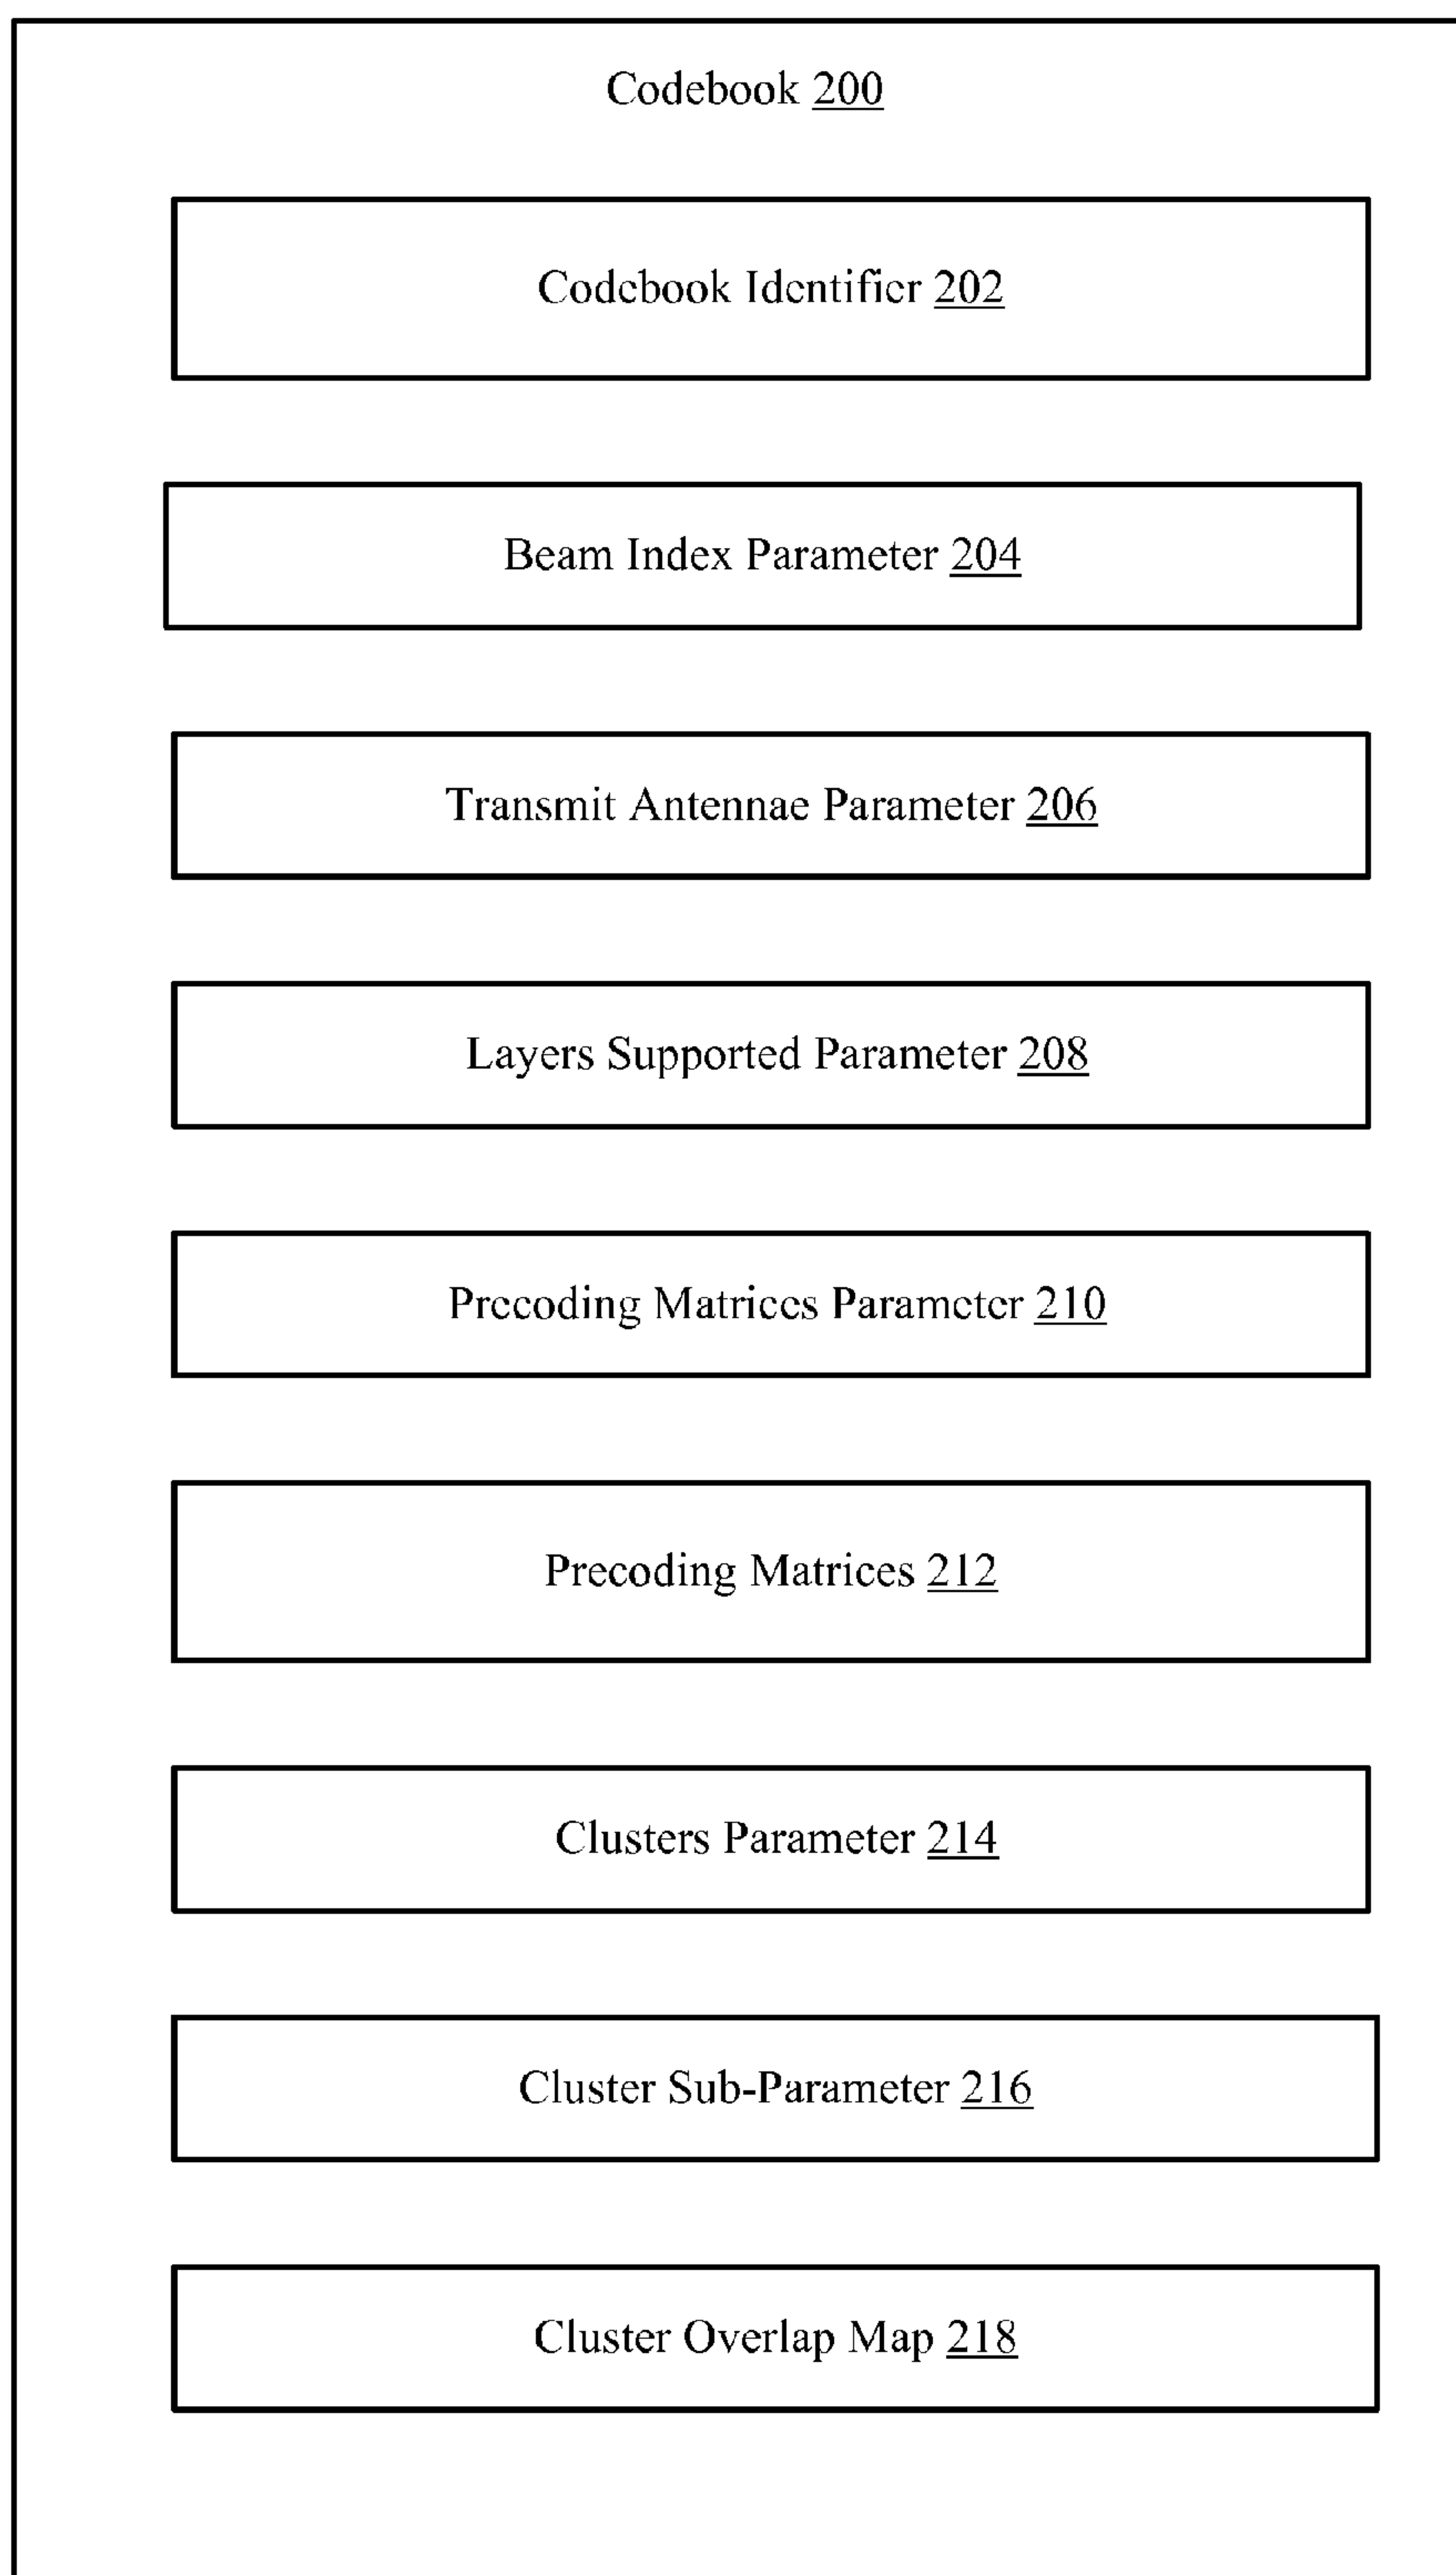 Codebook 200
Codebook Identifier 202
Beam Index Parameter 204
Transmit Antennae Parameter 206
Layers Supported Parameter 208
Precoding Matrices Parameter 210
Precoding Matrices 212
Clusters Parameter 214
Cluster Sub-Parameter 216
Cluster Overlap Map 218